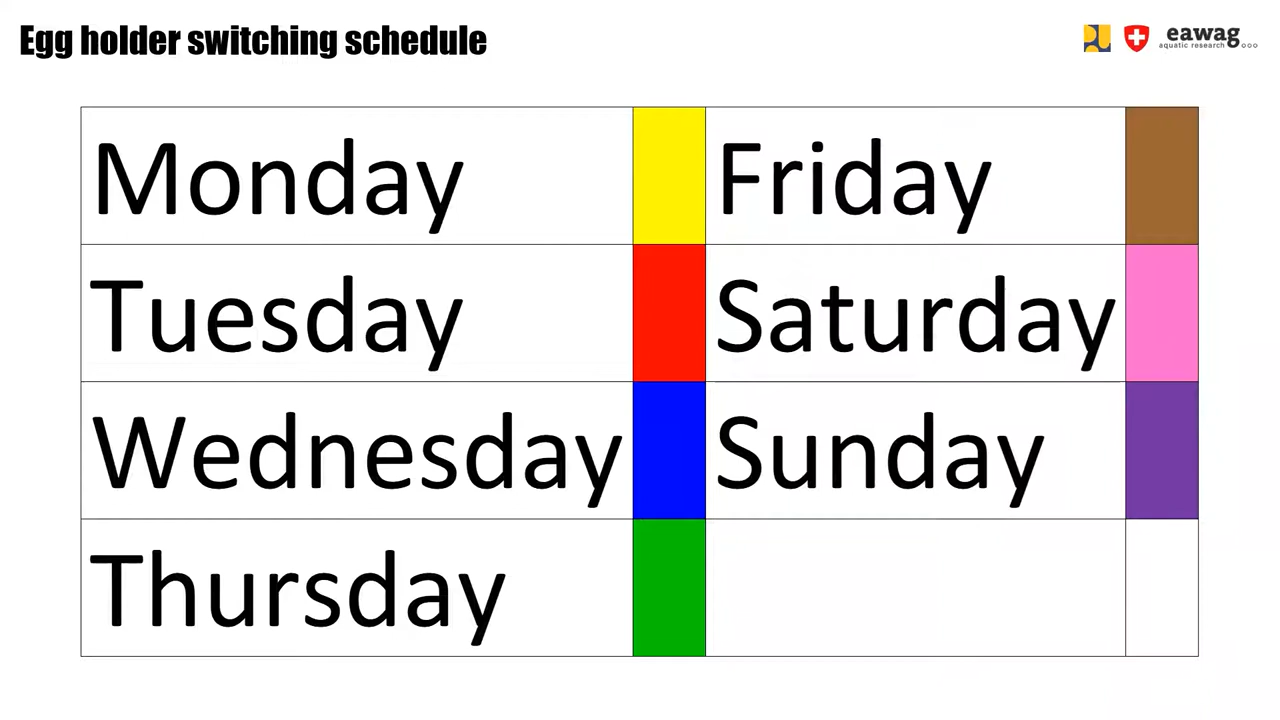 Egg holder switching schedule
eawag
aquatic research
Monday
Friday
Tuesday
Saturday
Wednesday
Sunday
Thursday